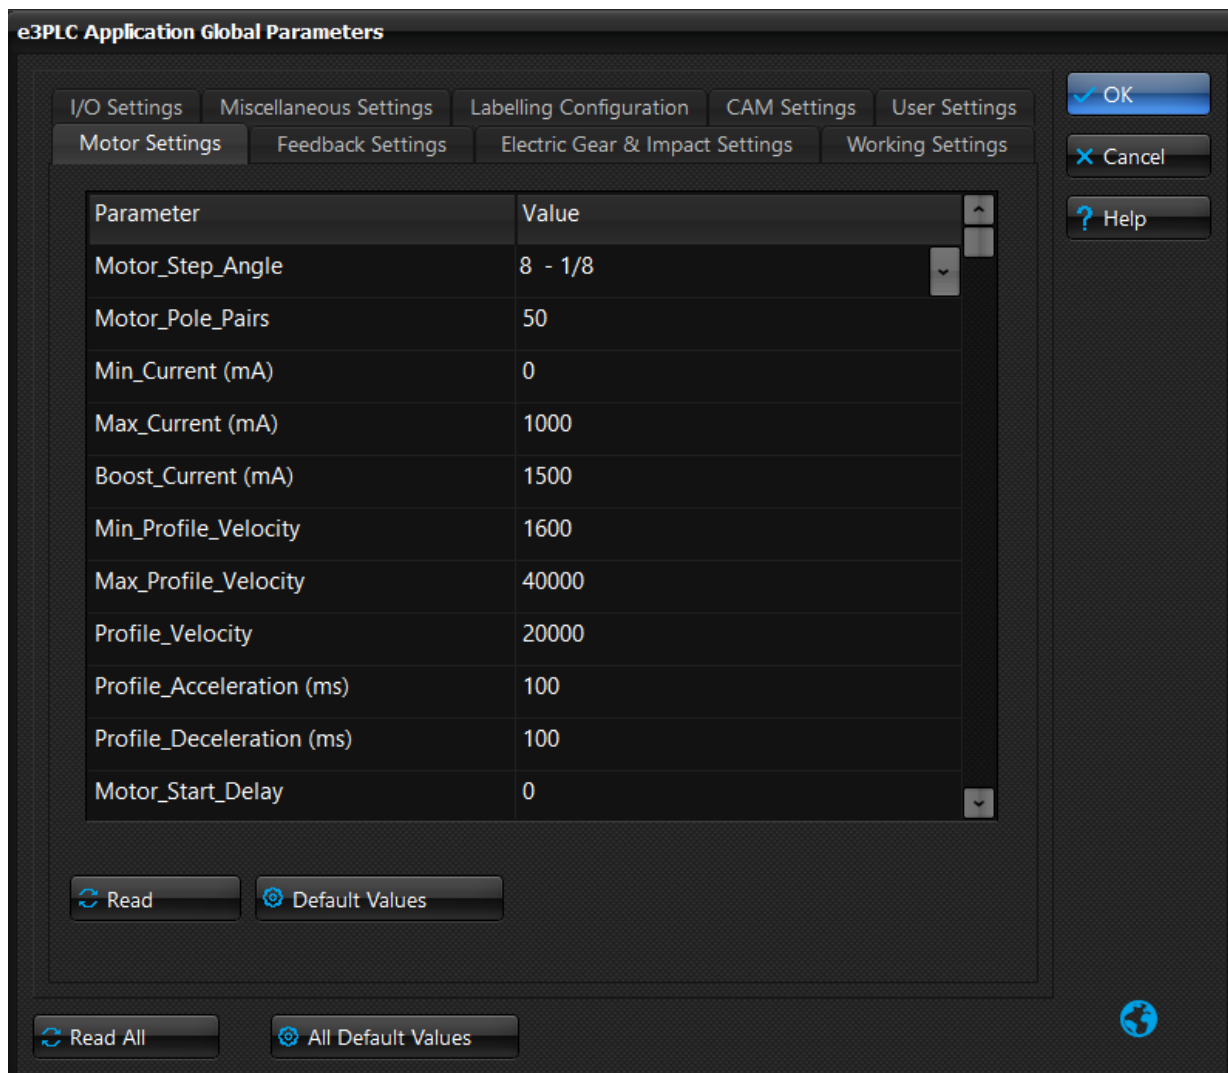 e3PLC Application Global Parameters
I/O Settings Miscellaneous Settings Labelling Configuration CAM Settings User Settings
Motor Settings Feedback Settings Electric Gear & Impact Settings Working Settings
OK
Cancel
Help
Parameter Value
Motor_Step_Angle 8 - 1/8
Motor_Pole_Pairs 50
Min_Current (mA) 0
Max_Current (mA) 1000
Boost_Current (mA) 1500
Min_Profile_Velocity 1600
Max_Profile_Velocity 40000
Profile_Velocity 20000
Profile_Acceleration (ms) 100
Profile_Deceleration (ms) 100
Motor_Start_Delay 0
Read Default Values
Read All All Default Values